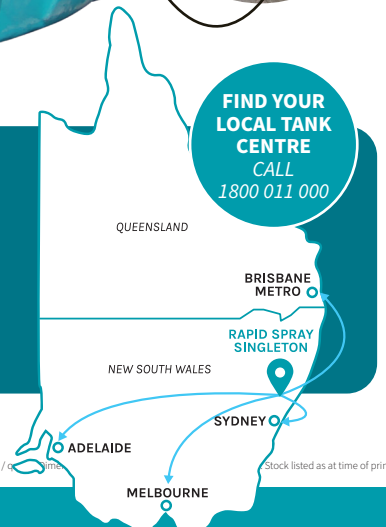 FIND YOUR
LOCAL TANK
CENTRE
CALL
1800 011 000
QUEENSLAND
BRISBANE
METRO
RAPID SPRAY
SINGLETON
NEW SOUTH WALES
SYDNEY
ADELAIDE
Stock listed as at time of prin
MELBOURNE